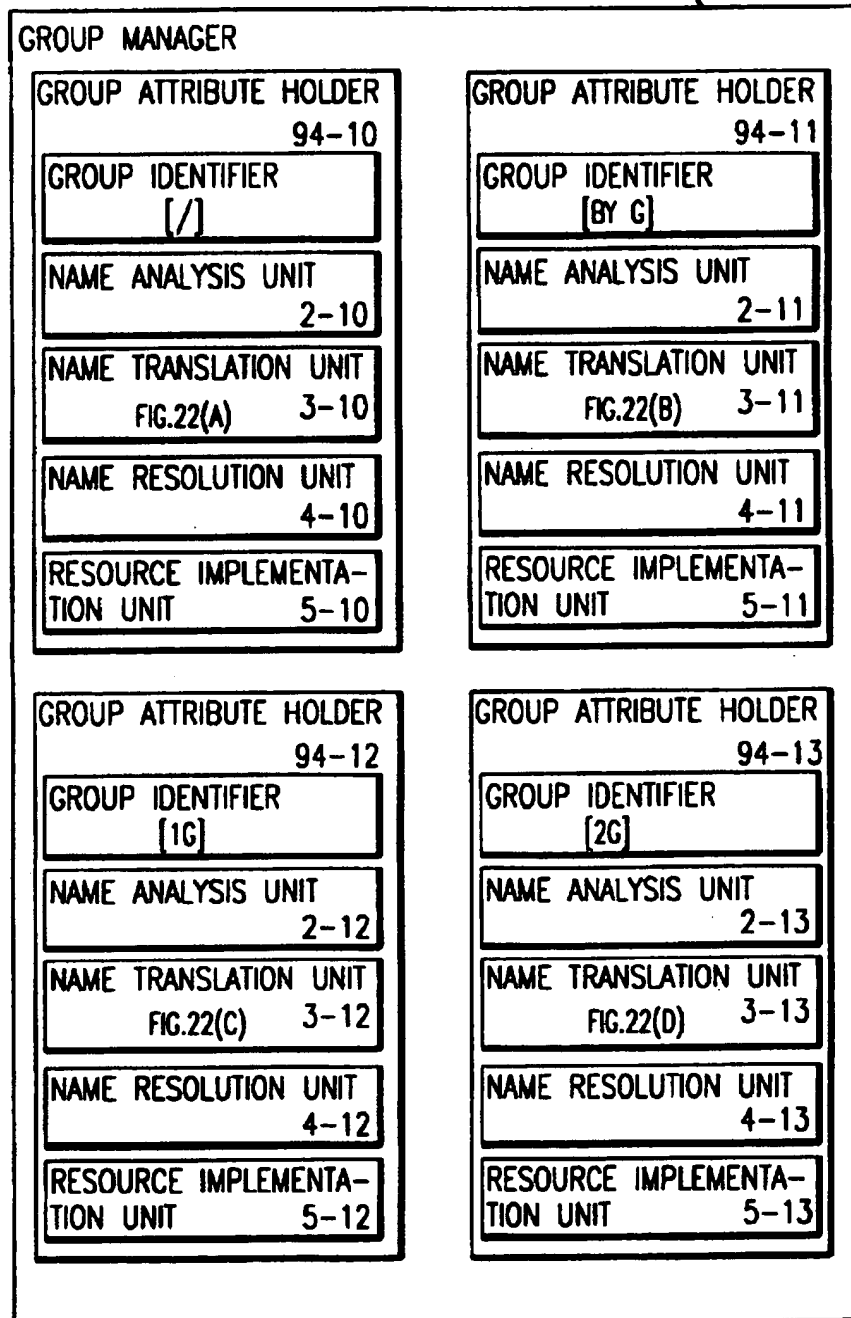 GROUP MANAGER
GROUP ATTRIBUTE HOLDER
94-10
GROUP IDENTIFIER
[/]
NAME ANALYSIS UNIT
2-10
NAME TRANSLATION UNIT
FIG.22(A) 3-10
NAME RESOLUTION UNIT
4-10
RESOURCE IMPLEMENTA-
TION UNIT 5-10
GROUP ATTRIBUTE HOLDER
94-11
GROUP IDENTIFIER
[BY G]
NAME ANALYSIS UNIT
2-11
NAME TRANSLATION UNIT
FIG.22(B) 3-11
NAME RESOLUTION UNIT
4-11
RESOURCE IMPLEMENTA-
TION UNIT 5-11
GROUP ATTRIBUTE HOLDER
94-12
GROUP IDENTIFIER
[1G]
NAME ANALYSIS UNIT
2-12
NAME TRANSLATION UNIT
FIG.22(C) 3-12
NAME RESOLUTION UNIT
4-12
RESOURCE IMPLEMENTA-
TION UNIT 5-12
GROUP ATTRIBUTE HOLDER
94-13
GROUP IDENTIFIER
[2G]
NAME ANALYSIS UNIT
2-13
NAME TRANSLATION UNIT
FIG.22(D) 3-13
NAME RESOLUTION UNIT
4-13
RESOURCE IMPLEMENTA-
TION UNIT 5-13